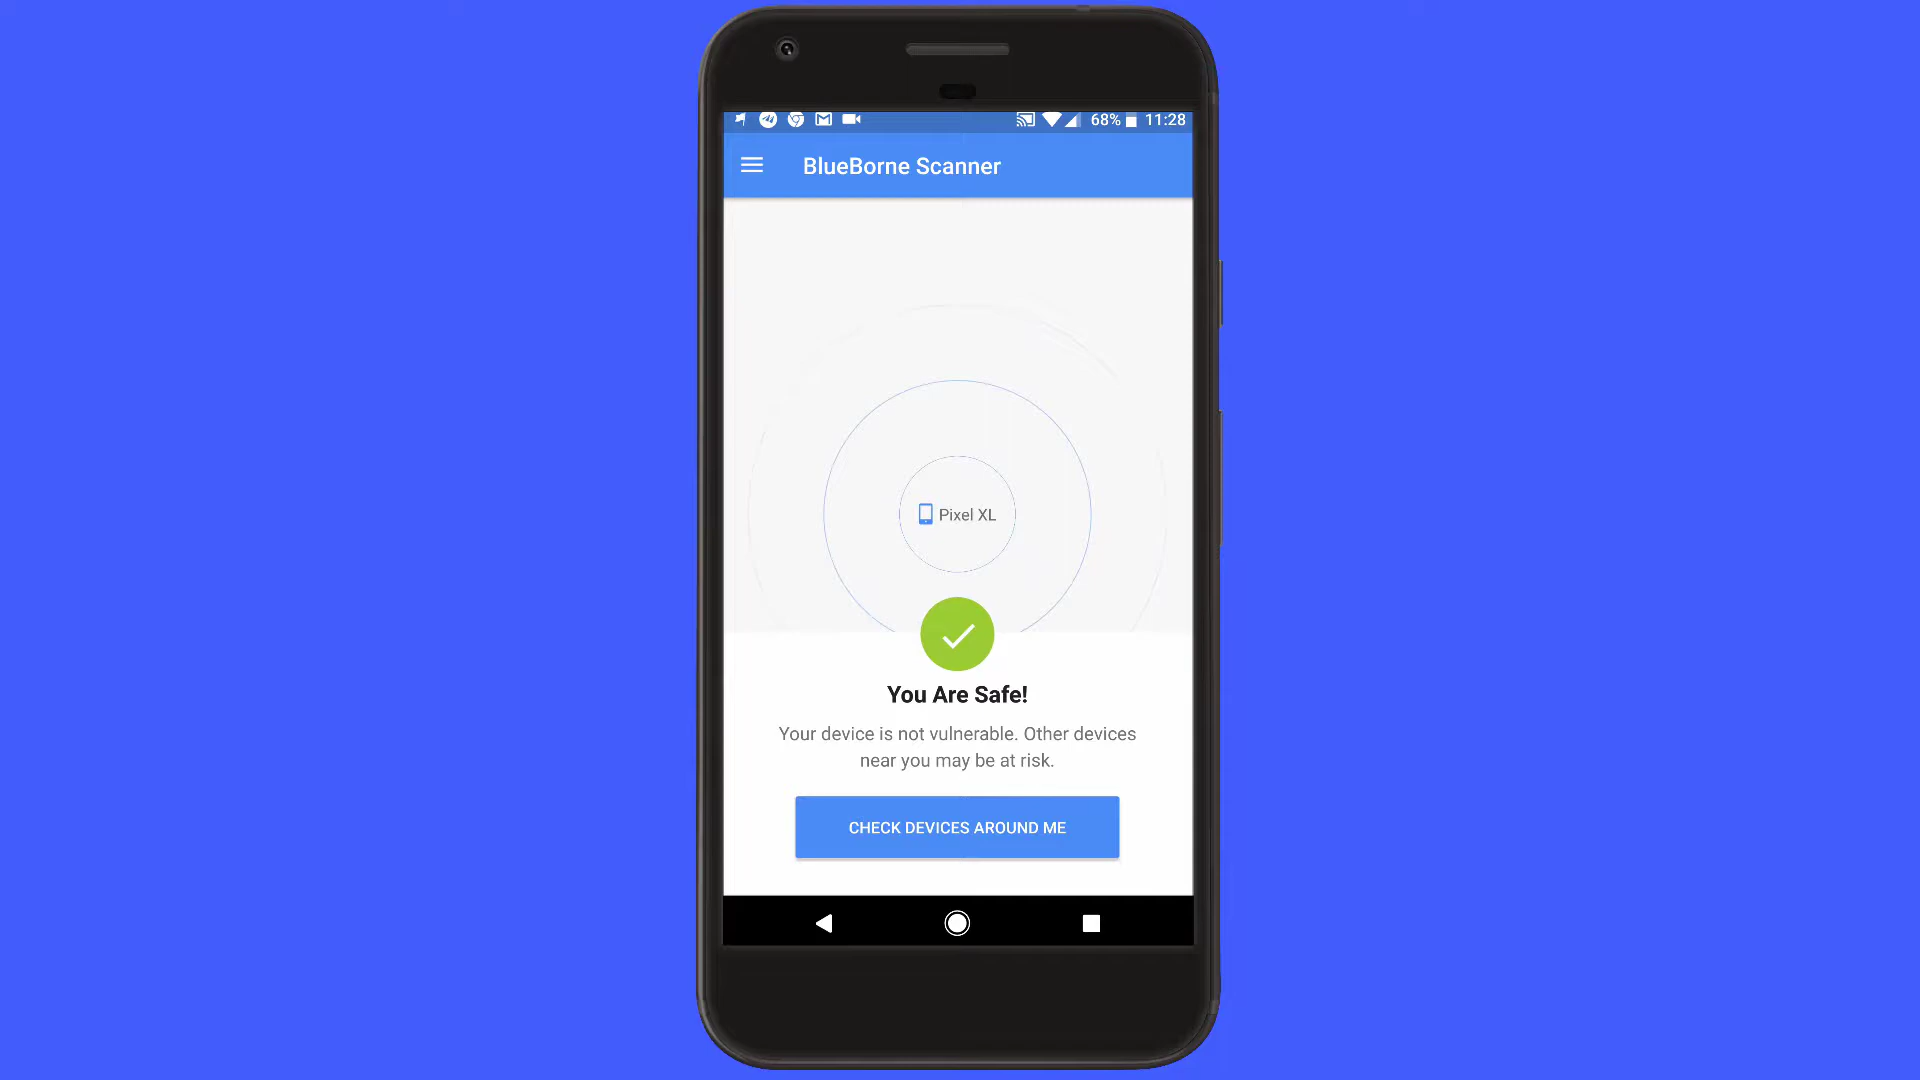 68% 11:28
BlueBorne Scanner
Pixel XL
You Are Safe!
Your device is not vulnerable. Other devices
near you may be at risk.
CHECK DEVICES AROUND ME